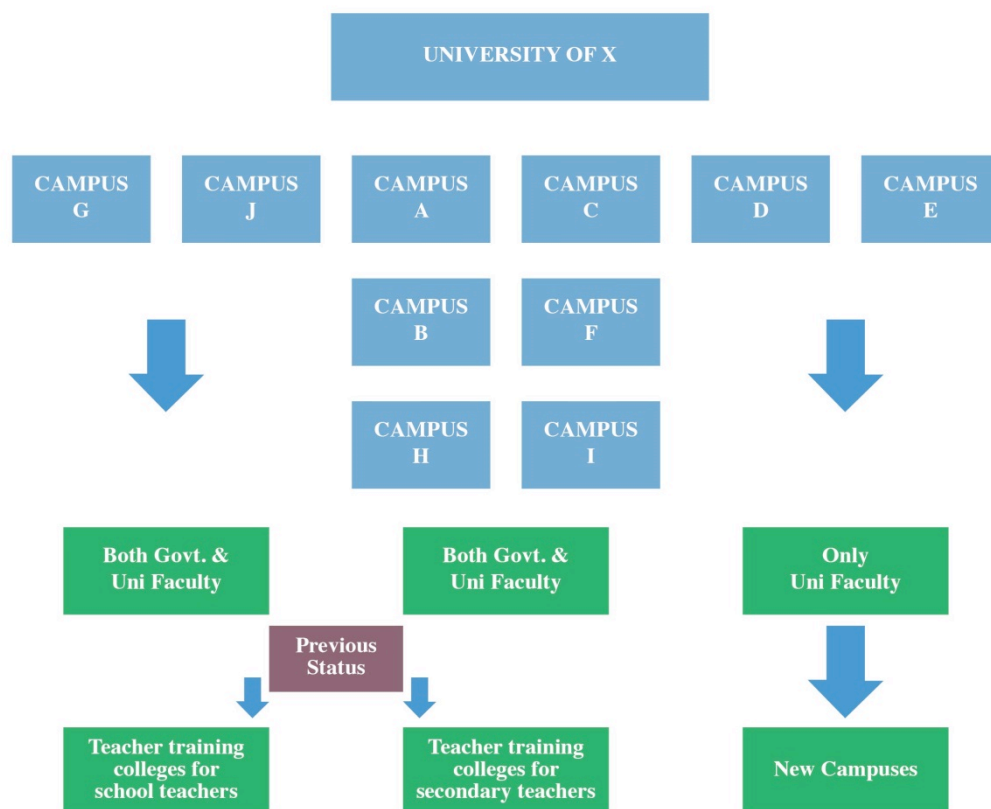 UNIVERSITY OF X
CAMPUS
G
CAMPUS
J
CAMPUS
A
CAMPUS
C
CAMPUS
D
CAMPUS
E
CAMPUS
B
CAMPUS
F
CAMPUS
H
CAMPUS
I
Both Govt. &
Uni Faculty
Both Govt. &
Uni Faculty
Only
Uni Faculty
Previous
Status
Teacher training
colleges for
school teachers
Teacher training
colleges for
secondary teachers
New Campuses